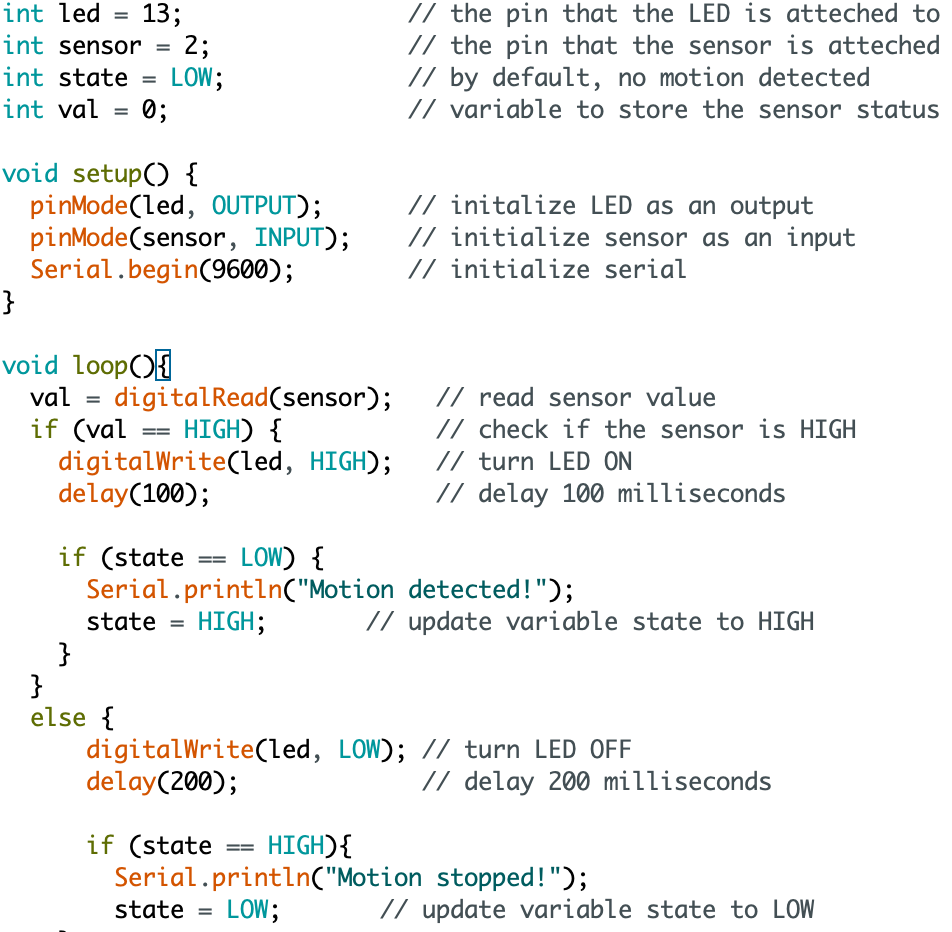 int led = 13;                // the pin that the LED is atteched to
int sensor = 2;              // the pin that the sensor is atteched
int state = LOW;             // by default, no motion detected
int val = 0;                 // variable to store the sensor status

void setup() {
  pinMode(led, OUTPUT);      // initalize LED as an output
  pinMode(sensor, INPUT);    // initialize sensor as an input
  Serial.begin(9600);        // initialize serial
}

void loop(){
  val = digitalRead(sensor);   // read sensor value
  if (val == HIGH) {           // check if the sensor is HIGH
    digitalWrite(led, HIGH);   // turn LED ON
    delay(100);                // delay 100 milliseconds

    if (state == LOW) {
      Serial.println("Motion detected!");
      state = HIGH;       // update variable state to HIGH
    }
  }
  else {
      digitalWrite(led, LOW); // turn LED OFF
      delay(200);             // delay 200 milliseconds

      if (state == HIGH){
        Serial.println("Motion stopped!");
        state = LOW;       // update variable state to LOW